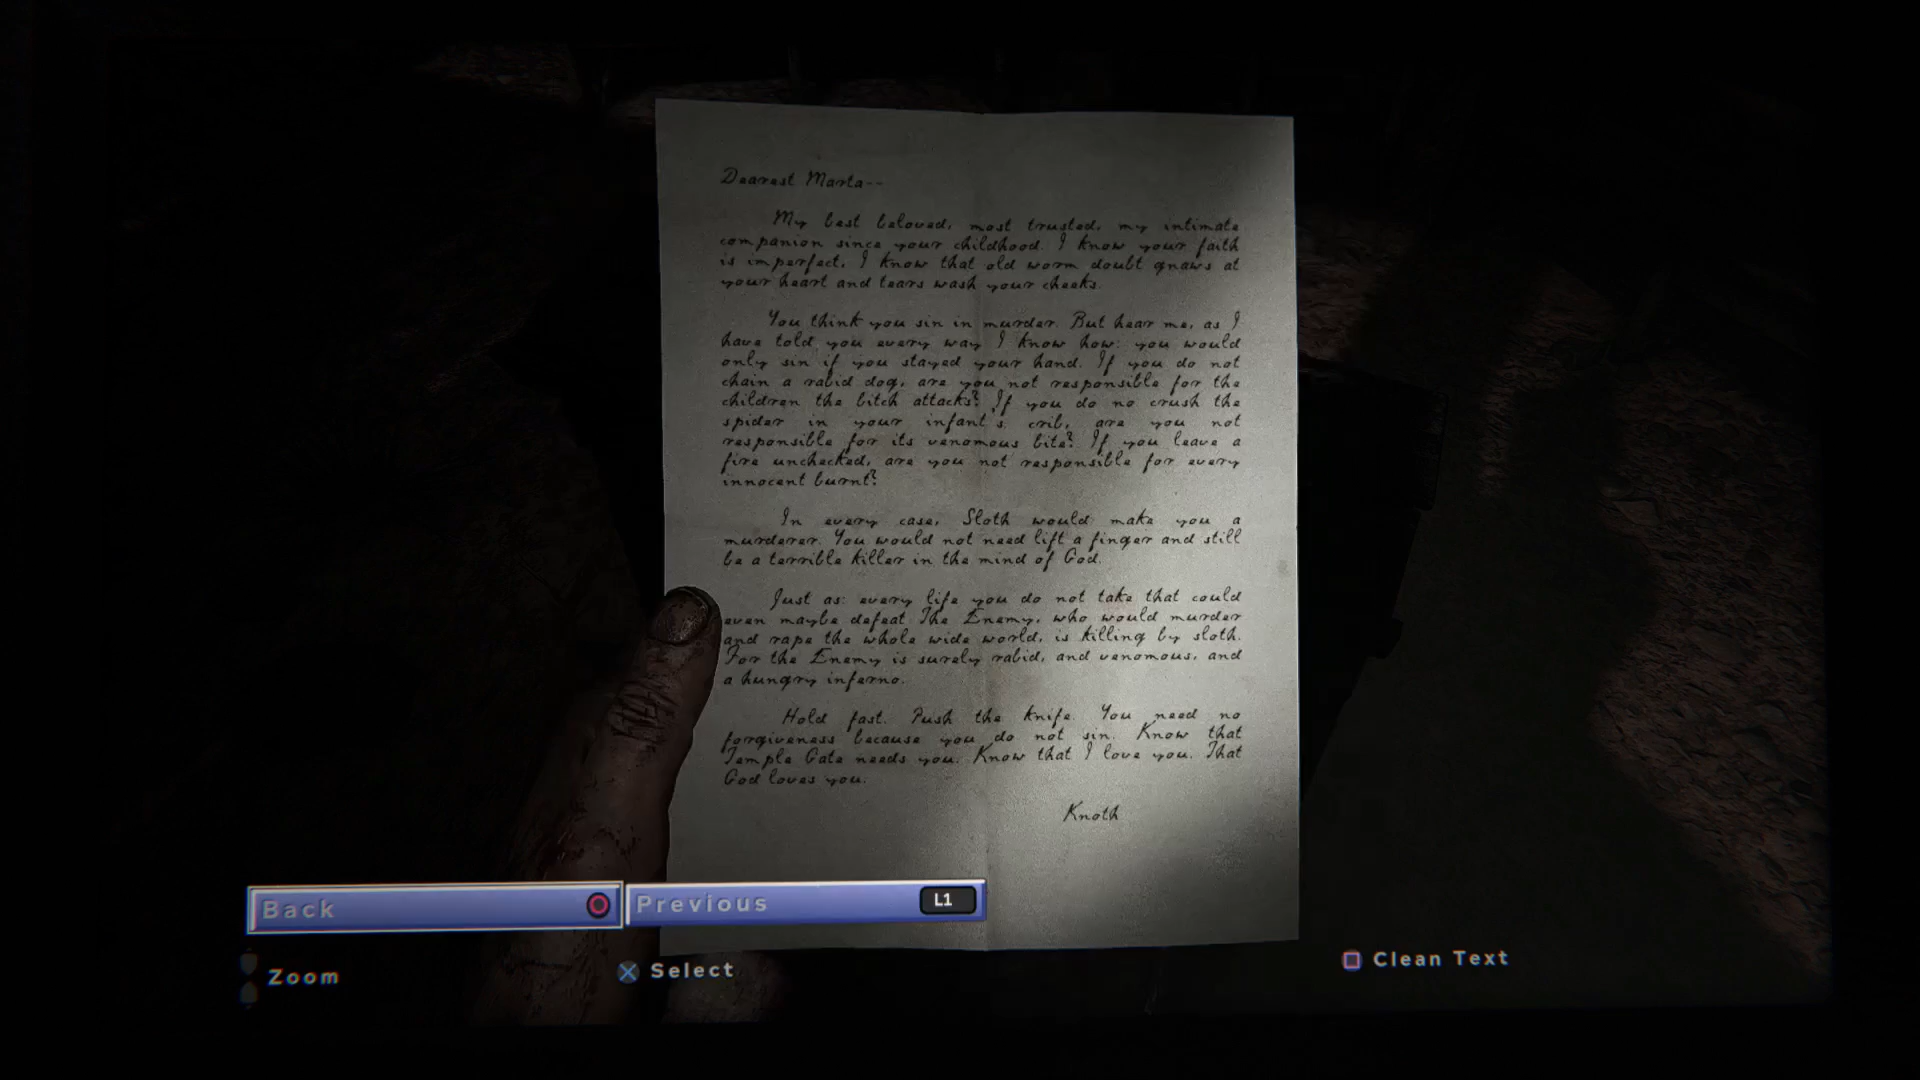 Dearest Marta--
My best beloved, most trusted, my intimate
companion since your childhood. I know your faith
is imperfect, I know that old worm doubt gnaws at
your heart and tears wash your cheeks.
You think you sin in murder. But hear me, as I
have told you every way I know how: you would
only sin if you stayed your hand. If you do not
chain a rabid dog, are you not responsible for the
children the bitch attacks? If you do no crush the
spider in your infant's crib, are you not
responsible for its venomous bite? If you leave a
fire unchecked, are you not responsible for every
innocent burnt?
In every case, Sloth would make you a
murderer. You would not need lift a finger and still
be a terrible killer in the mind of God.
Just as: every life you do not take that could
even maybe defeat The Enemy, who would murder
and rape the whole wide world, is killing by sloth.
For the Enemy is surely rabid, and venomous, and
a hungry inferno.
Hold fast. Push the knife. You need no
forgiveness because you do not sin. Know that
Temple Gate needs you. Know that I love you. That
God loves you.
Knoth
Back
Previous L1
Zoom
Select
Clean Text